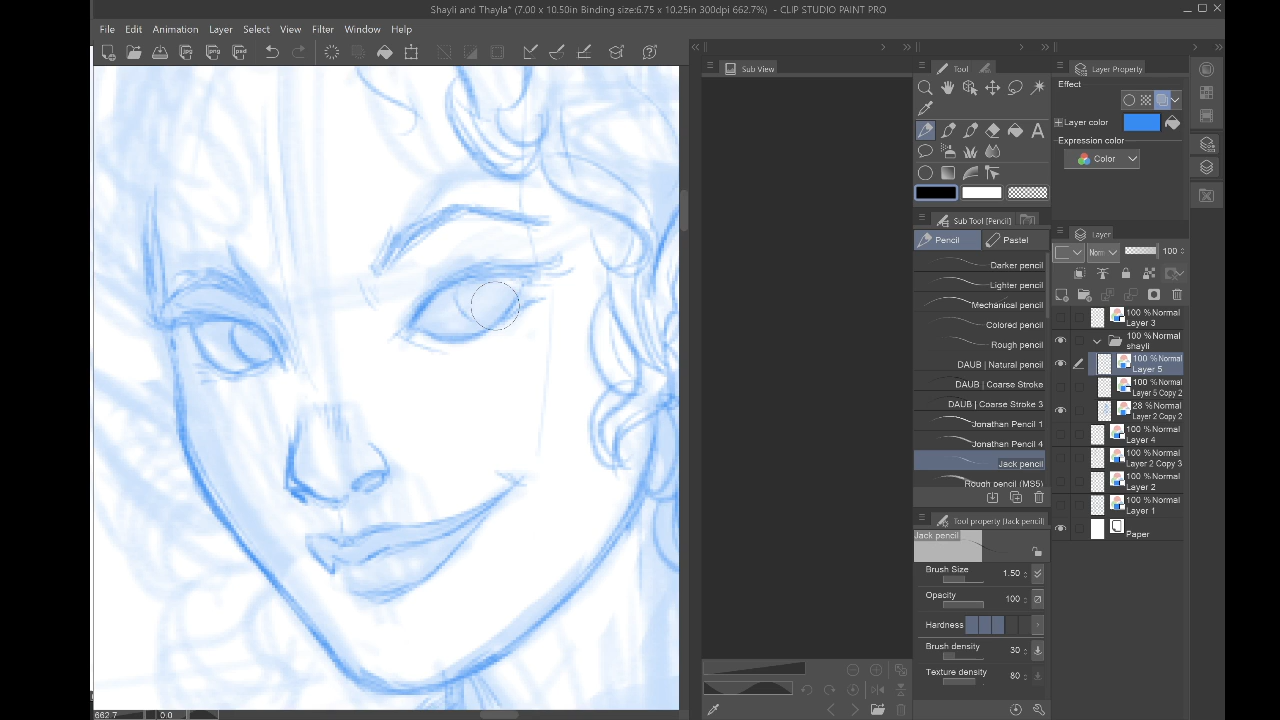 Shayli and Thayla* (7.00 x 10.50in Binding size:6.75 x 10.25in 300dpi 662.7%)  - CLIP STUDIO PAINT PRO
File Edit Animation Layer Select View Filter Window Help
Sub View
Tool
Layer Property
Effect
Layer color
Expression color
Color
Sub Tool [Pencil]
Pencil
Pastel
Darker pencil
Lighter pencil
Mechanical pencil
Colored pencil
Rough pencil
DAUB | Natural pencil
DAUB | Coarse Stroke
DAUB | Coarse Stroke 3
Jonathan Pencil 1
Jonathan Pencil 4
Jack pencil
Rough pencil (MS5)
Tool property [Jack pencil]
Jack pencil
Brush Size 1.50
Opacity 100
Hardness
Brush density 30
Texture density 80
Layer
Norm 100
100 % Normal
Layer 3
100 % Normal
shayli
100 % Normal
Layer 5
100 % Normal
Layer 5 Copy 2
28 % Normal
Layer 2 Copy 2
100 % Normal
Layer 4
100 % Normal
Layer 2 Copy 3
100 % Normal
Layer 2
100 % Normal
Layer 1
Paper
662.7 0.0